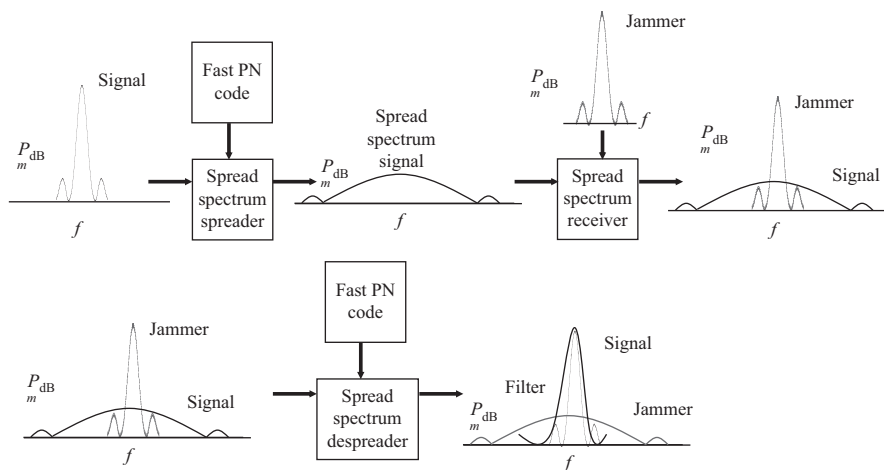 Signal
P_m dB
f
Fast PN
code
Spread
spectrum
spreader
Spread
spectrum
signal
P_m dB
f
Jammer
P_m dB
f
Spread
spectrum
receiver
Jammer
P_m dB
Signal
f
Jammer
P_m dB
Signal
f
Fast PN
code
Spread
spectrum
despreader
Signal
Filter
P_m dB
Jammer
f